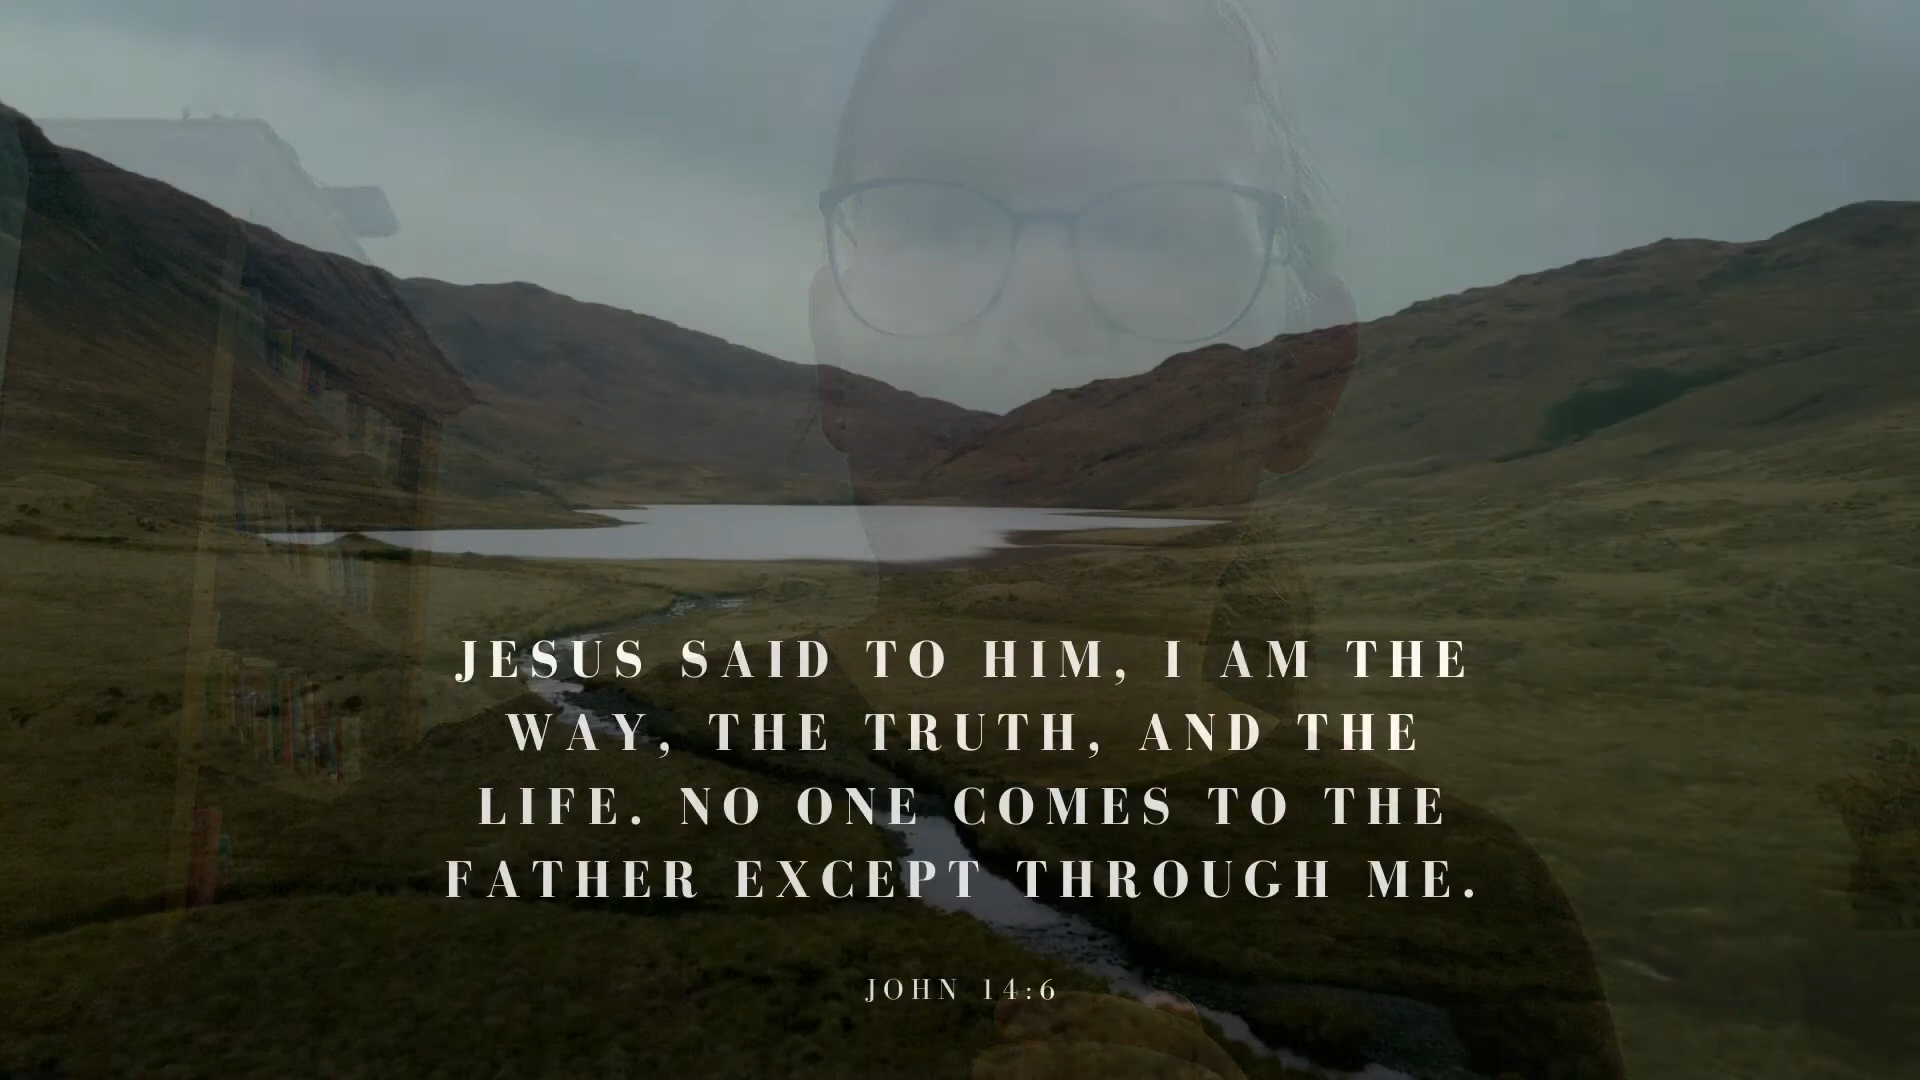 JESUS SAID TO HIM, I AM THE
WAY, THE TRUTH, AND THE
LIFE. NO ONE COMES TO THE
FATHER EXCEPT THROUGH ME.
JOHN 14:6